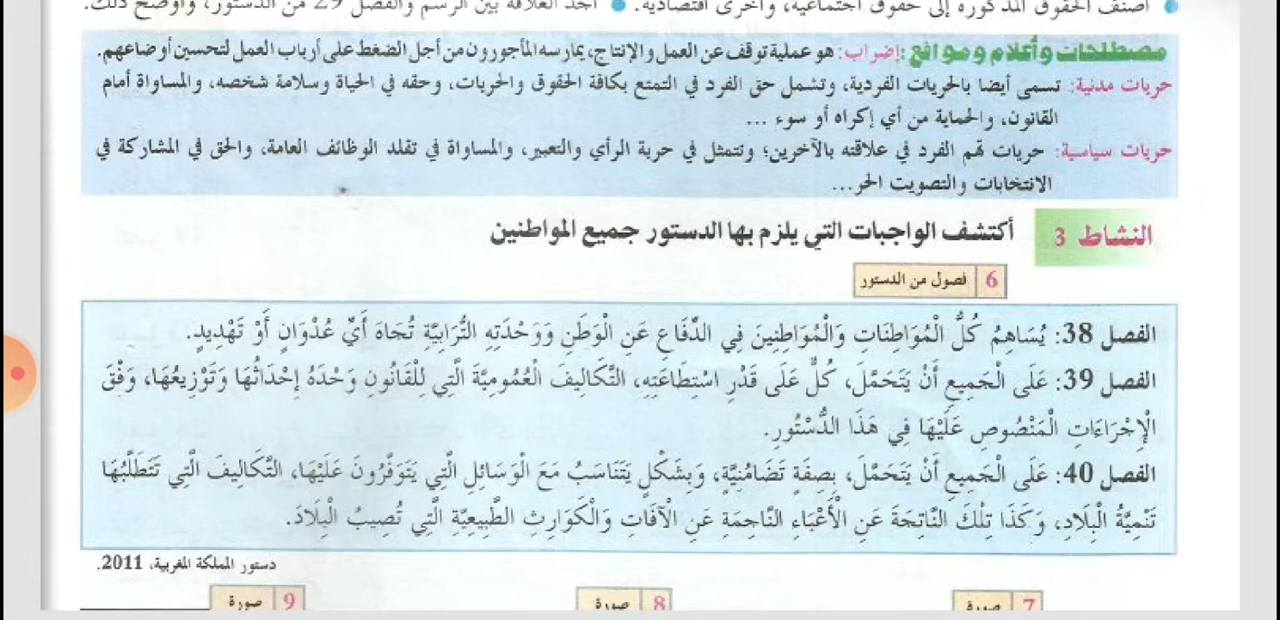 أصنف الحقوق المذكورة إلى حقوق اجتماعية، وأخرى اقتصادية. ● أجد العلاقة بين الرسم والفصل 29 من الدستور، وأوضح ذلك.
مصطلحات وأعلام ومواقع: إضراب: هو عملية توقف عن العمل والإنتاج، يمارسه المأجورون من أجل الضغط على أرباب العمل لتحسين أوضاعهم.
حريات مدنية: تسمى أيضا بالحريات الفردية، وتشمل حق الفرد في التمتع بكافة الحقوق والحريات، وحقه في الحياة وسلامة شخصه، والمساواة أمام
القانون، والحماية من أي إكراه أو سوء ...
حريات سياسية: حريات تهم الفرد في علاقته بالآخرين؛ وتتمثل في حرية الرأي والتعبير، والمساواة في تقلد الوظائف العامة، والحق في المشاركة في
الانتخابات والتصويت الحر...
النشاط 3 أكتشف الواجبات التي يلزم بها الدستور جميع المواطنين
6 فصول من الدستور
الفصل 38: يُسَاهِمُ كُلُّ الْمُوَاطِنَاتِ وَالْمُوَاطِنِينَ فِي الدِّفَاعِ عَنِ الْوَطَنِ وَوَحْدَتِهِ التُّرَابِيَّةِ تُجَاهَ أَيِّ عُدْوَانٍ أَوْ تَهْدِيدٍ.
الفصل 39: عَلَى الْجَمِيعِ أَنْ يَتَحَمَّلَ، كُلٌّ عَلَى قَدْرِ اسْتِطَاعَتِهِ، التَّكَالِيفَ الْعُمُومِيَّةَ الَّتِي لِلْقَانُونِ وَحْدَهُ إِحْدَاثُهَا وَتَوْزِيعُهَا، وَفْقَ
الْإِجْرَاءَاتِ الْمَنْصُوصِ عَلَيْهَا فِي هَذَا الدُّسْتُورِ.
الفصل 40: عَلَى الْجَمِيعِ أَنْ يَتَحَمَّلَ، بِصِفَةٍ تَضَامُنِيَّةٍ، وَبِشَكْلٍ يَتَنَاسَبُ مَعَ الْوَسَائِلِ الَّتِي يَتَوَفَّرُونَ عَلَيْهَا، التَّكَالِيفَ الَّتِي تَتَطَلَّبُهَا
تَنْمِيَّةُ الْبِلَادِ، وَكَذَا تِلْكَ النَّاتِجَةَ عَنِ الْأَعْبَاءِ النَّاجِمَةِ عَنِ الْآفَاتِ وَالْكَوَارِثِ الطَّبِيعِيَّةِ الَّتِي تُصِيبُ الْبِلَادَ.
دستور المملكة المغربية، 2011.
7 صورة 8 صورة 9 صورة